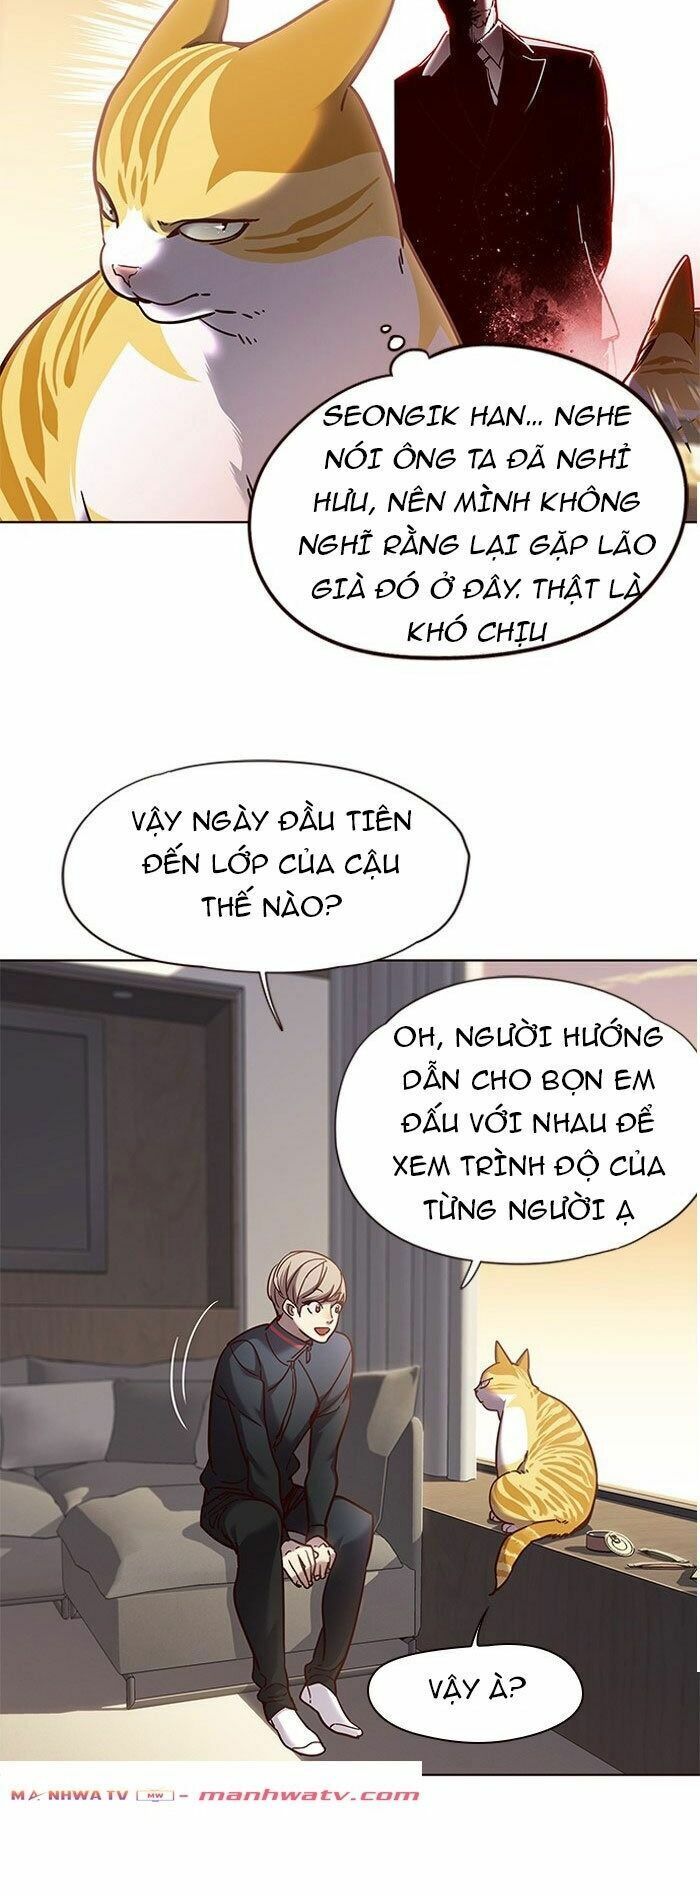 SEONGIK HAN... NGHE
NÓI ÔNG TA ĐÃ NGHỈ
HƯU, NÊN MÌNH KHÔNG
NGHĨ RẰNG LẠI GẶP LÃO
GIÀ ĐÓ Ở ĐÂY. THẬT LÀ
KHÓ CHỊU
VẬY NGÀY ĐẦU TIÊN
ĐẾN LỚP CỦA CẬU
THẾ NÀO?
OH, NGƯỜI HƯỚNG
DẪN CHO BỌN EM
ĐẤU VỚI NHAU ĐỂ
XEM TRÌNH ĐỘ CỦA
TỪNG NGƯỜI Ạ
VẬY À?
MANHWATV MW - manhwatv.com